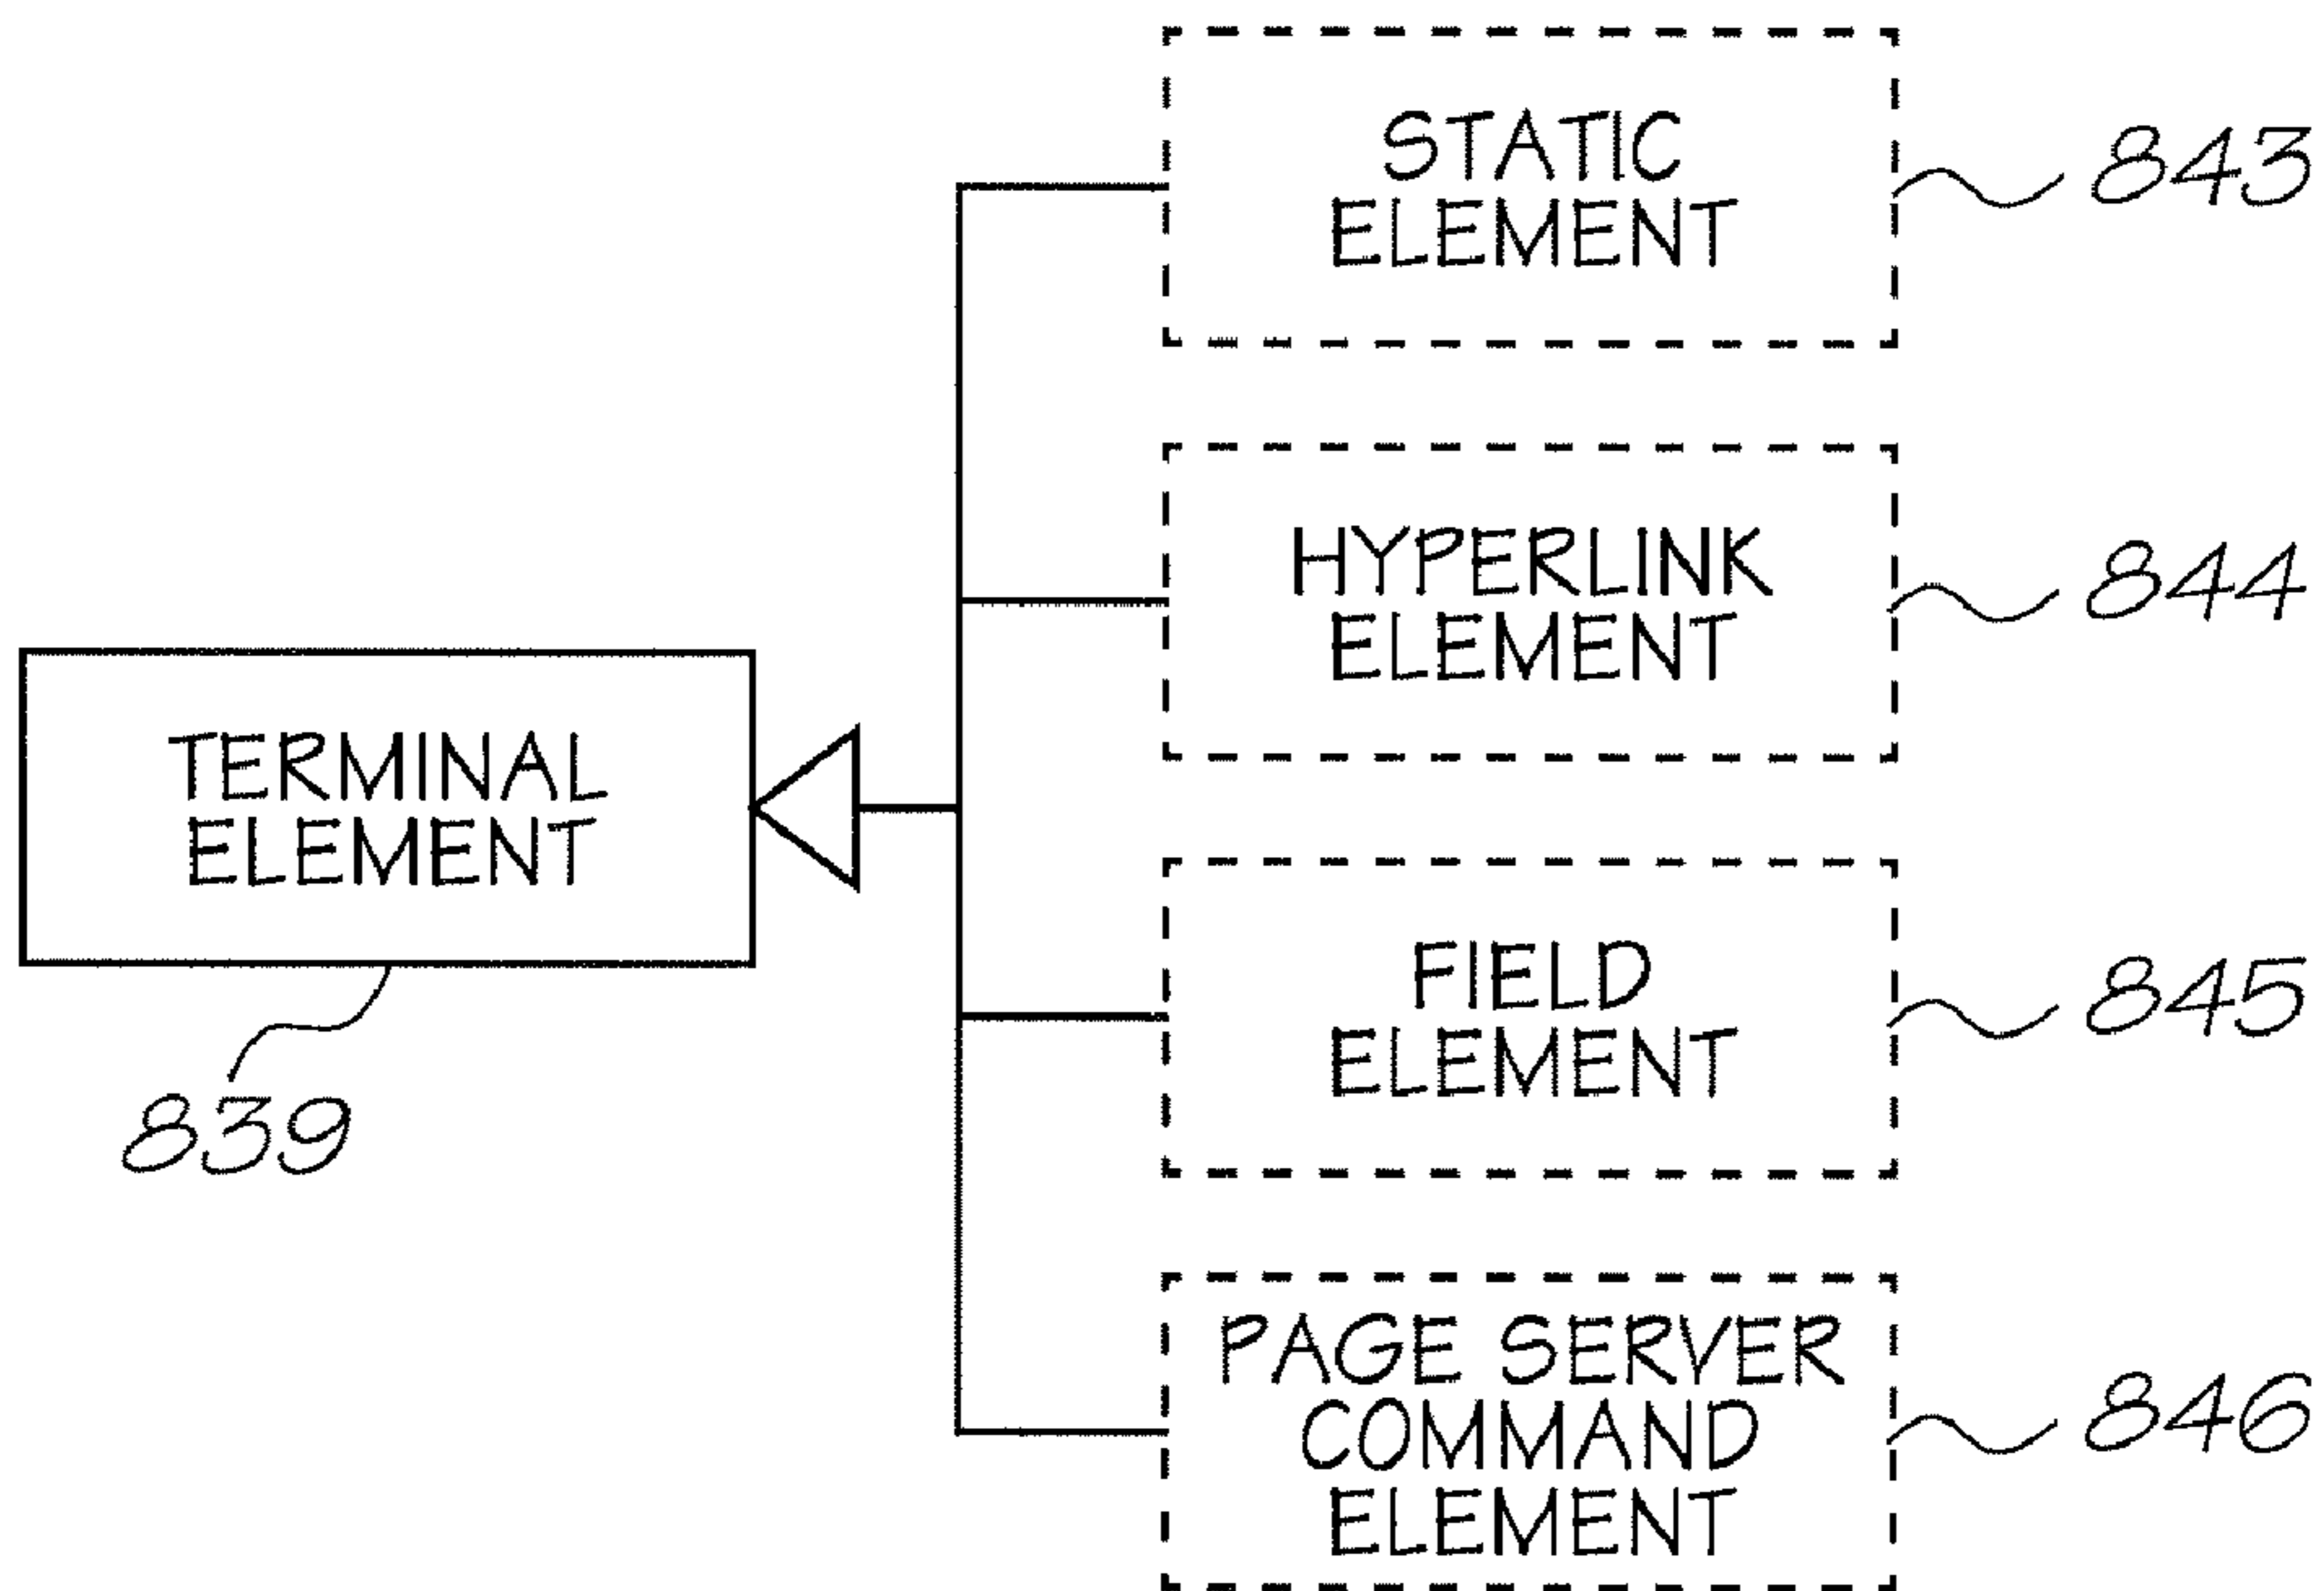 STATIC
ELEMENT
843
HYPERLINK
ELEMENT
844
TERMINAL
ELEMENT
839
FIELD
ELEMENT
845
PAGE SERVER
COMMAND
ELEMENT
846